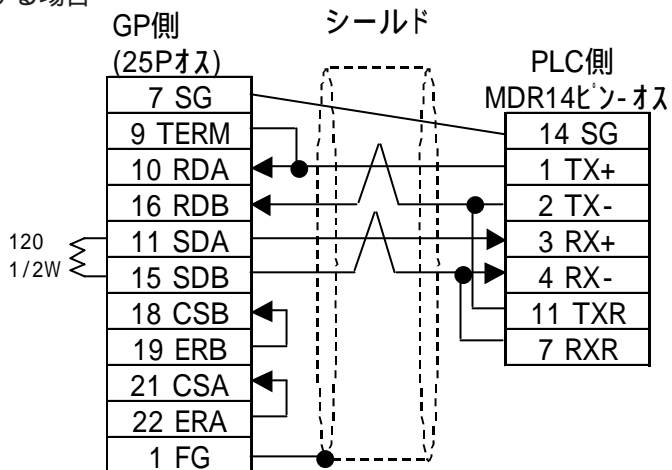 る場合
GP側
(25Pオス)
シールド
PLC側
MDR14ピン-オス
7 SG
9 TERM
10 RDA
16 RDB
11 SDA
15 SDB
18 CSB
19 ERB
21 CSA
22 ERA
1 FG
120
1/2W
14 SG
1 TX+
2 TX-
3 RX+
4 RX-
11 TXR
7 RXR